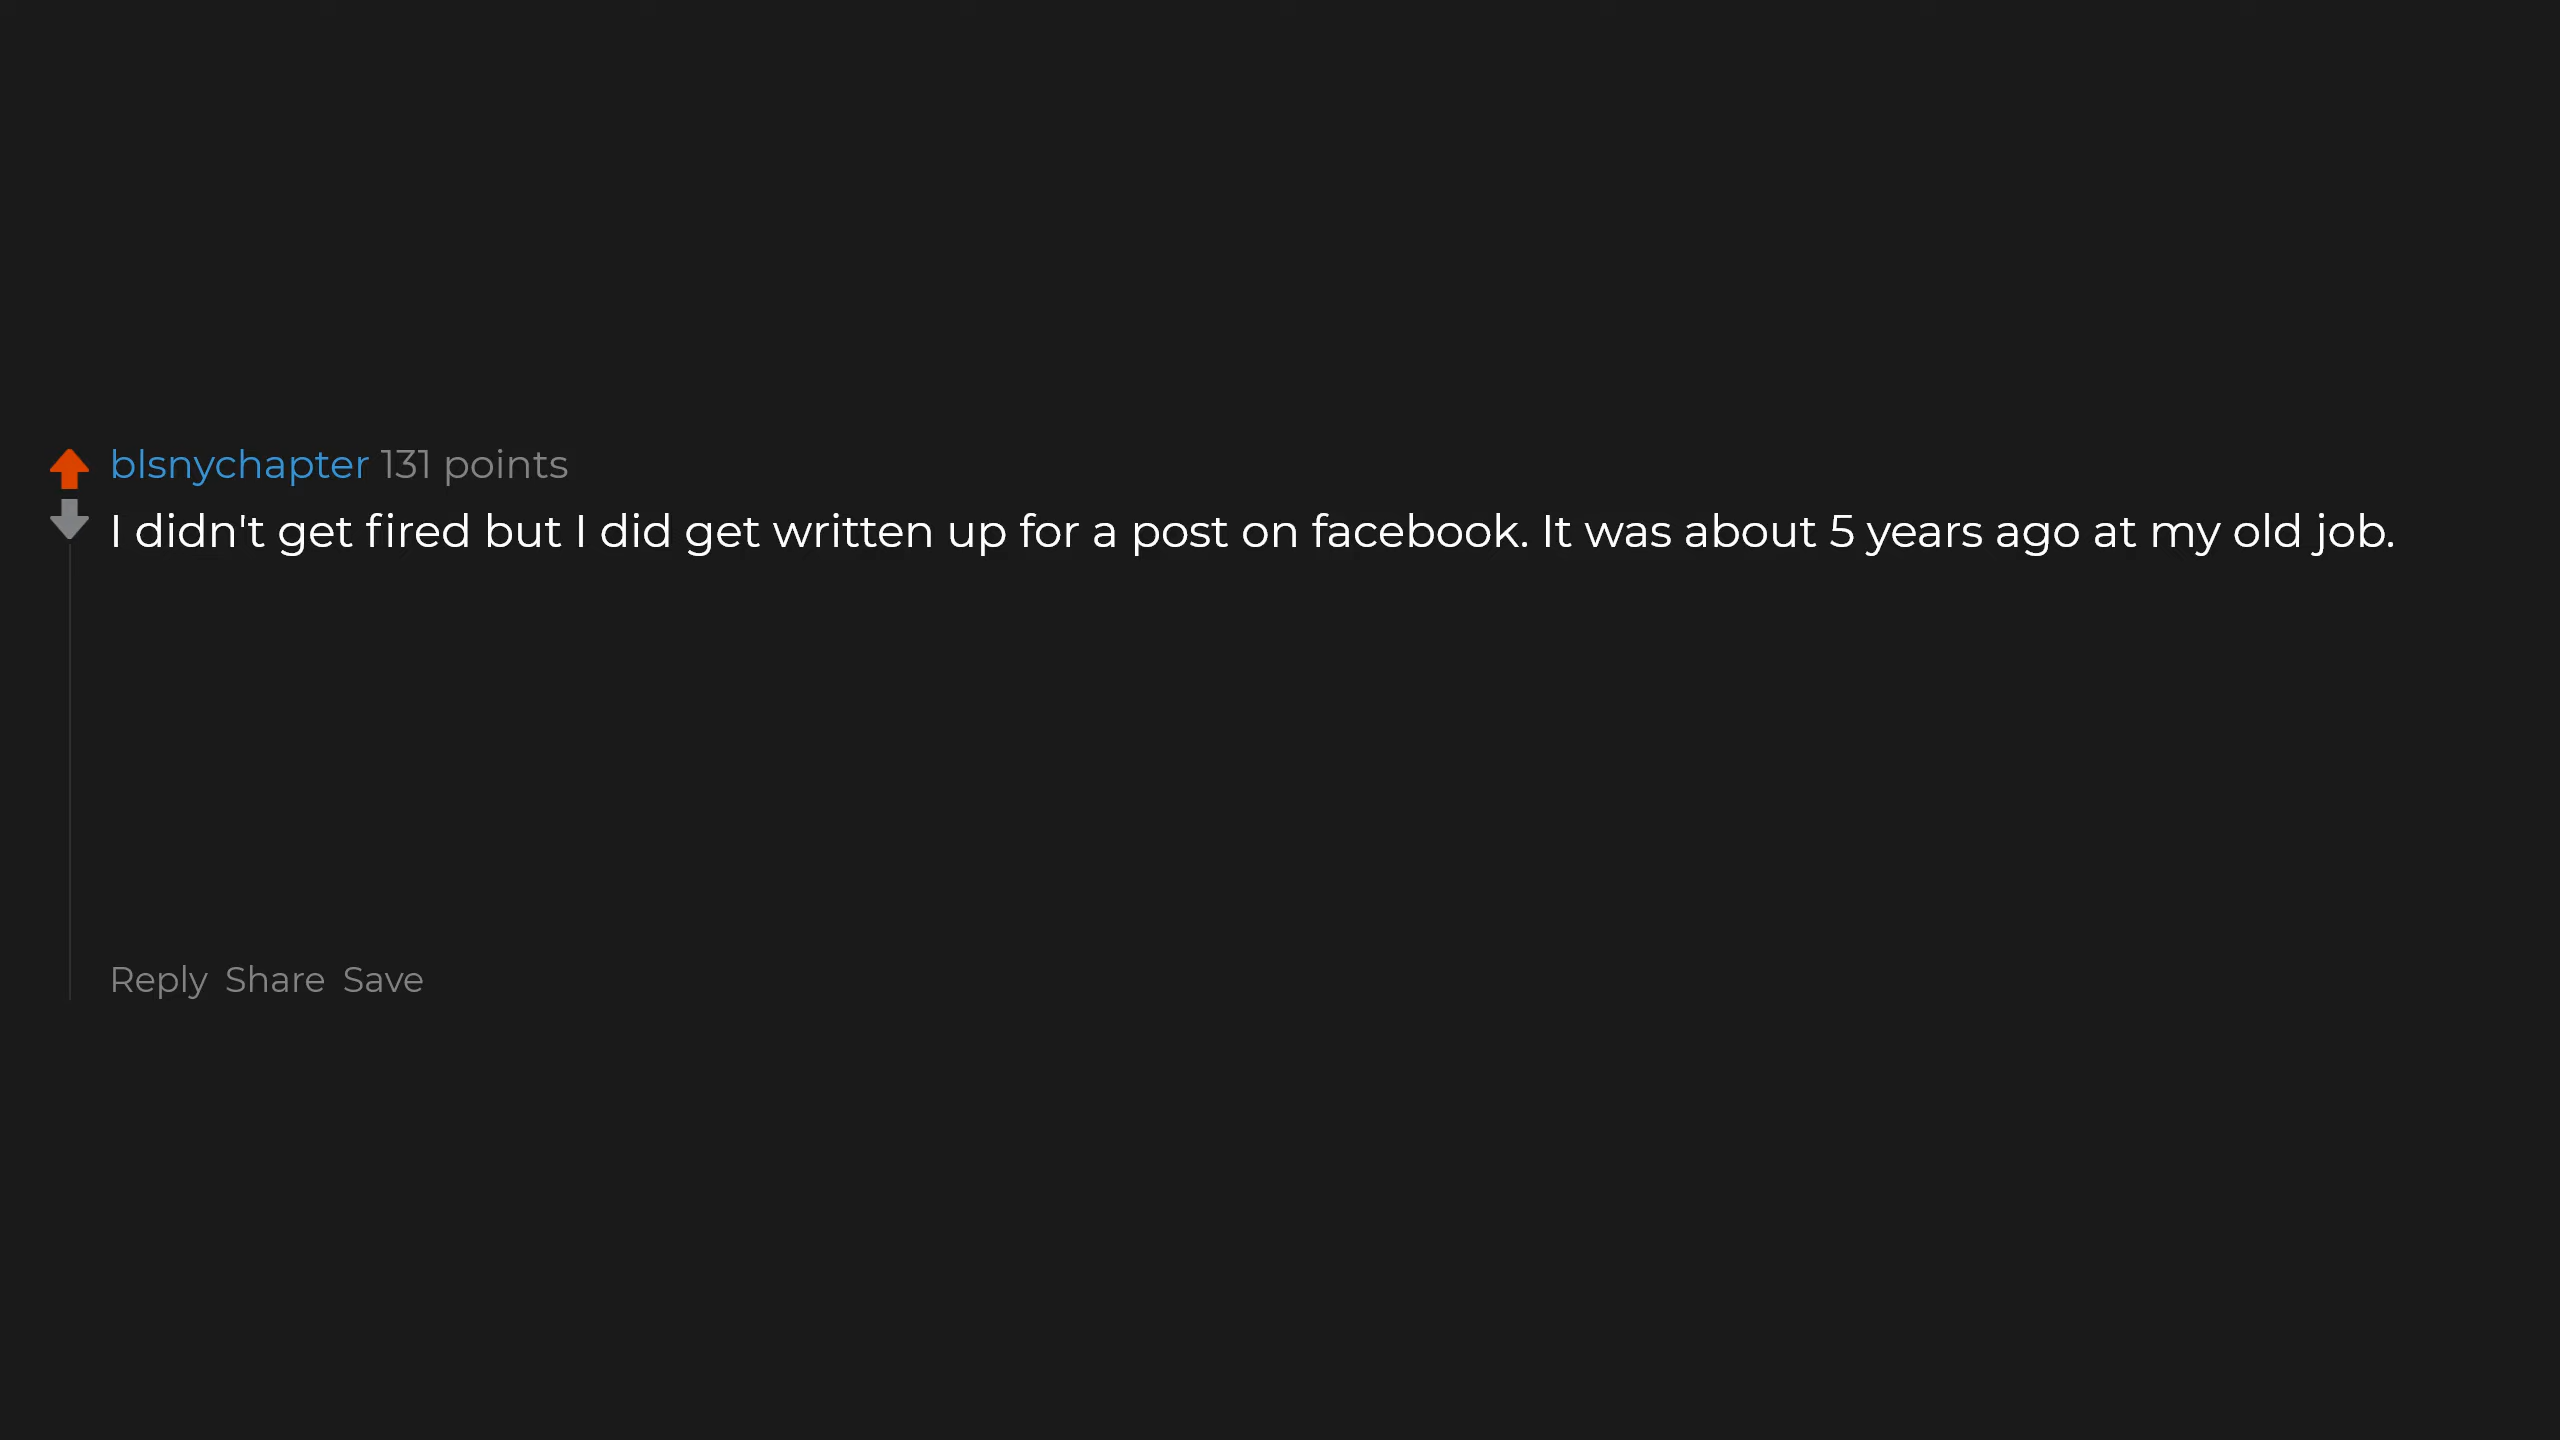 blsnychapter 131 points
I didn't get fired but I did get written up for a post on facebook. It was about 5 years ago at my old job.
Reply Share Save